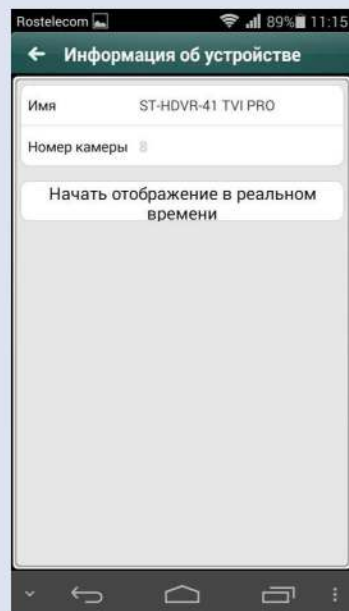 Rostelecom 89% 11:15
Информация об устройстве
Имя ST-HDVR-41 TVI PRO
Номер камеры 8
Начать отображение в реальном
времени